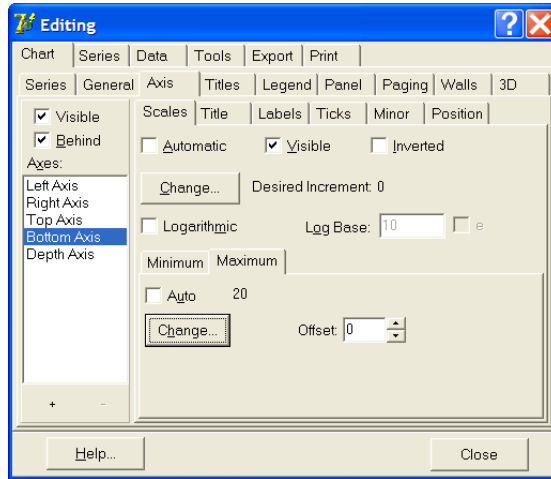 Editing
Chart Series Data Tools Export Print
Series General Axis Titles Legend Panel Paging Walls 3D
Visible
Behind
Axes:
Left Axis
Right Axis
Top Axis
Bottom Axis
Depth Axis
+ -
Scales Title Labels Ticks Minor Position
Automatic Visible Inverted
Change... Desired Increment: 0
Logarithmic Log Base: 10 e
Minimum Maximum
Auto 20
Change... Offset: 0
Help... Close